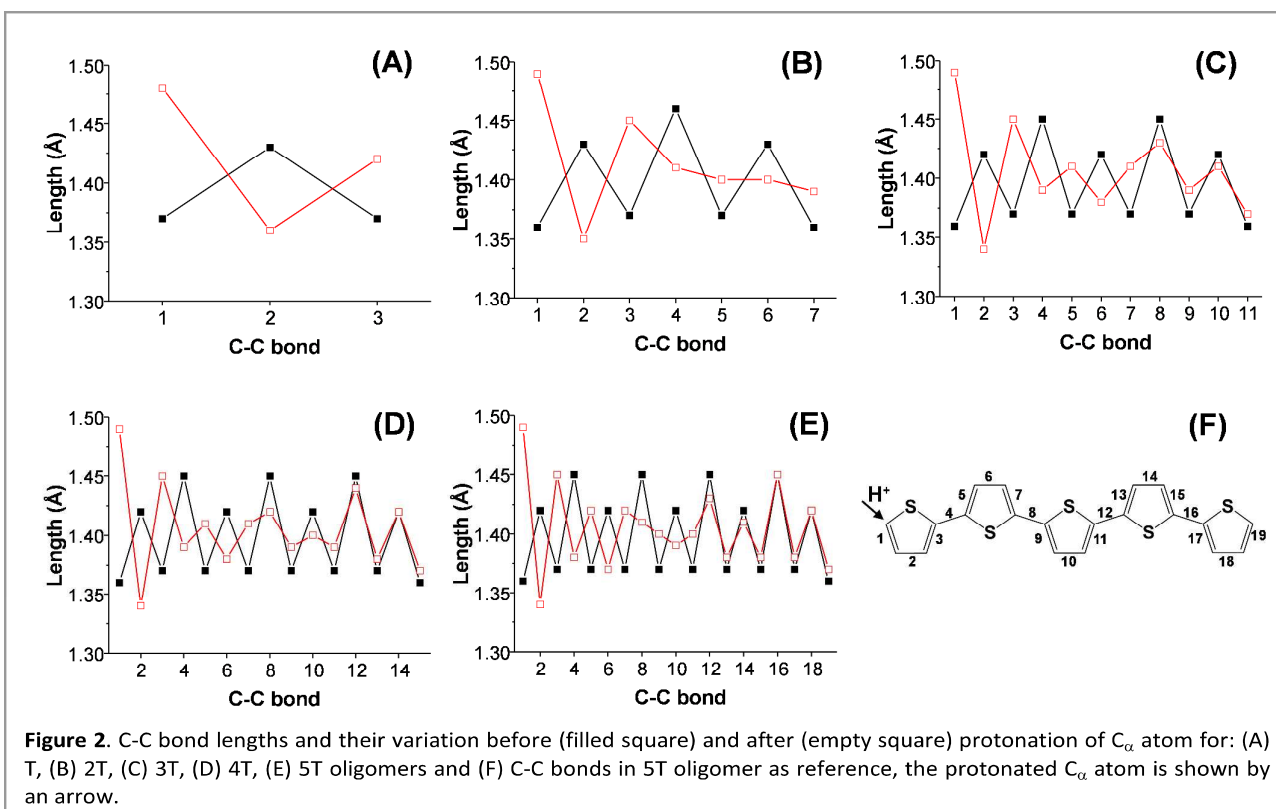 (A)
1.50
1.45
1.40
1.35
1.30
Length (Å)
1 2 3
C-C bond
(B)
1.50
1.45
1.40
1.35
1.30
Length (Å)
1 2 3 4 5 6 7
C-C bond
(C)
1.50
1.45
1.40
1.35
1.30
Length (Å)
1 2 3 4 5 6 7 8 9 10 11
C-C bond
(D)
1.50
1.45
1.40
1.35
1.30
Length (Å)
2 4 6 8 10 12 14
C-C bond
(E)
1.50
1.45
1.40
1.35
1.30
Length (Å)
2 4 6 8 10 12 14 16 18
C-C bond
(F)
H+
S S S S S
1 2 3 4 5 6 7 8 9 10 11 12 13 14 15 16 17 18 19
Figure 2. C-C bond lengths and their variation before (filled square) and after (empty square) protonation of Cα atom for: (A)
T, (B) 2T, (C) 3T, (D) 4T, (E) 5T oligomers and (F) C-C bonds in 5T oligomer as reference, the protonated Cα atom is shown by
an arrow.